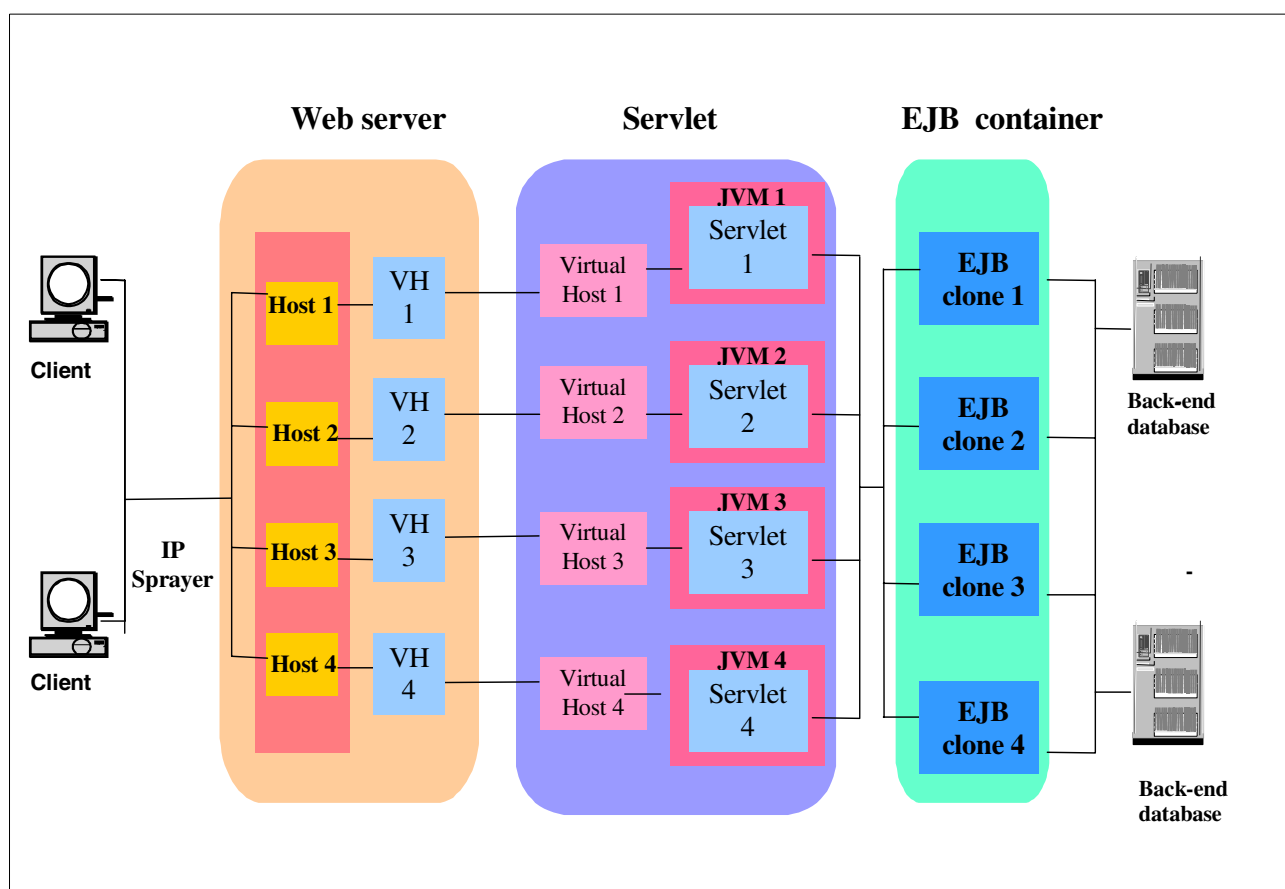 Web server
Servlet
EJB container
Client
Client
IP
Sprayer
Host 1
Host 2
Host 3
Host 4
VH
1
VH
2
VH
3
VH
4
Virtual
Host 1
Virtual
Host 2
Virtual
Host 3
Virtual
Host 4
JVM 1
Servlet
1
JVM 2
Servlet
2
JVM 3
Servlet
3
JVM 4
Servlet
4
EJB
clone 1
EJB
clone 2
EJB
clone 3
EJB
clone 4
Back-end
database
-
Back-end
database